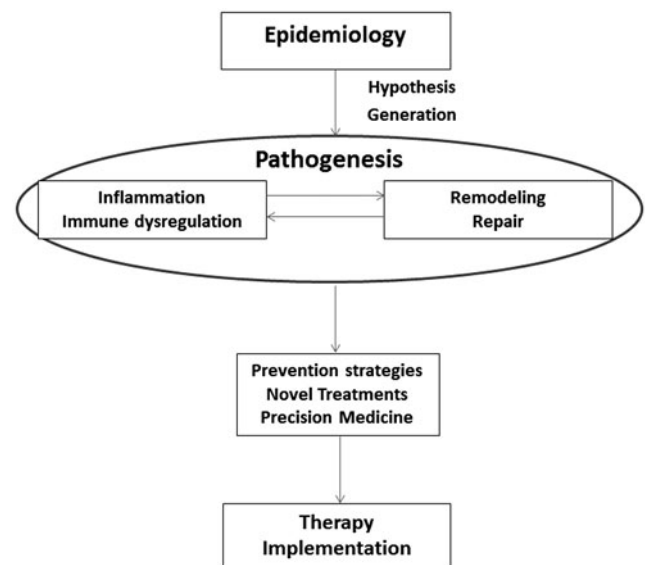 Epidemiology
Hypothesis
Generation
Pathogenesis
Inflammation
Immune dysregulation
Remodeling
Repair
Prevention strategies
Novel Treatments
Precision Medicine
Therapy
Implementation